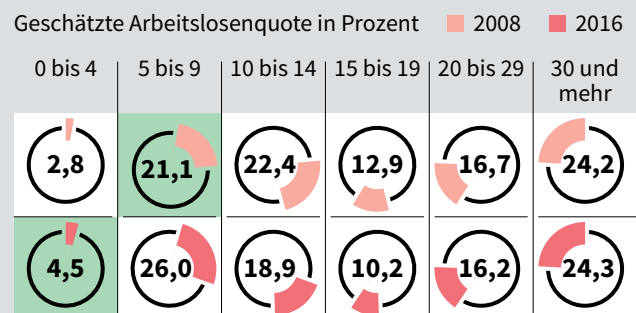 Geschätzte Arbeitslosenquote in Prozent 2008 2016
0 bis 4 5 bis 9 10 bis 14 15 bis 19 20 bis 29 30 und
mehr
2,8 21,1 22,4 12,9 16,7 24,2
4,5 26,0 18,9 10,2 16,2 24,3